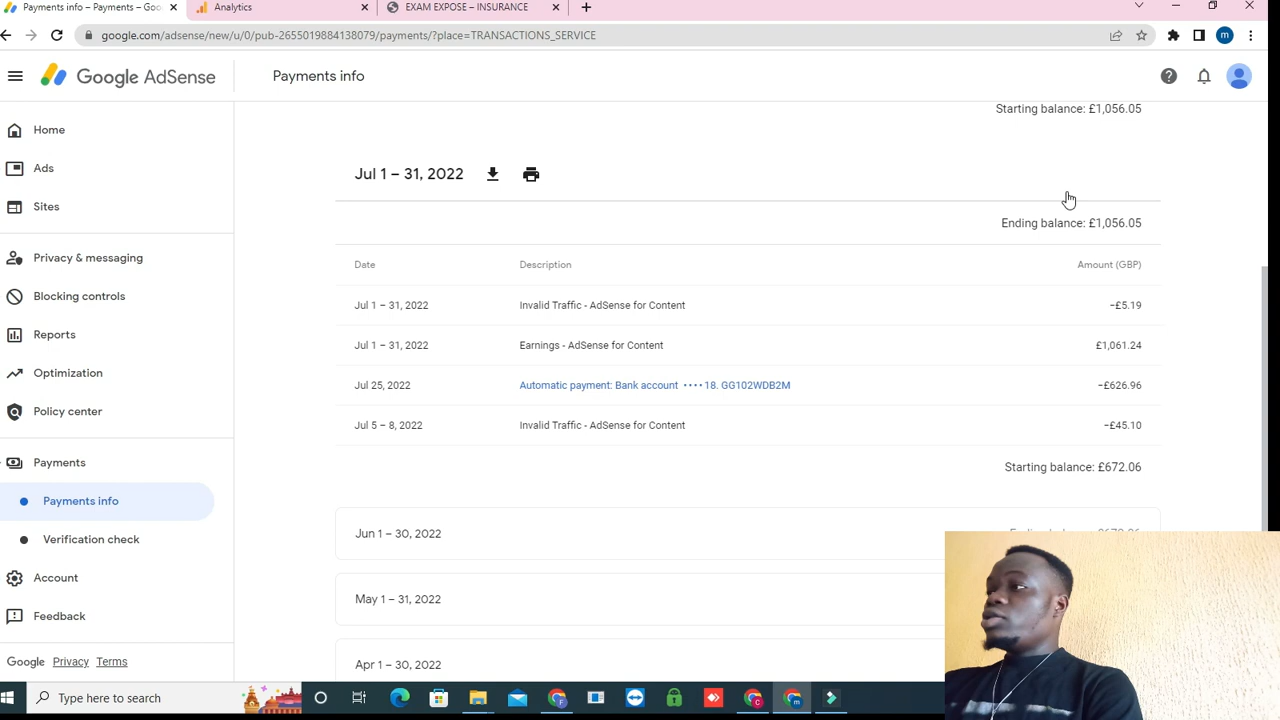 Payments info – Payments – Goo
Analytics
EXAM EXPOSE – INSURANCE
google.com/adsense/new/u/0/pub-2655019884138079/payments/?place=TRANSACTIONS_SERVICE
m
Google AdSense
Payments info
Home
Ads
Sites
Privacy & messaging
Blocking controls
Reports
Optimization
Policy center
Payments
Payments info
Verification check
Account
Feedback
Google Privacy Terms
Starting balance: £1,056.05
Jul 1 – 31, 2022
Ending balance: £1,056.05
Date Description Amount (GBP)
Jul 1 – 31, 2022 Invalid Traffic - AdSense for Content −£5.19
Jul 1 – 31, 2022 Earnings - AdSense for Content £1,061.24
Jul 25, 2022 Automatic payment: Bank account •••• 18. GG102WDB2M −£626.96
Jul 5 – 8, 2022 Invalid Traffic - AdSense for Content −£45.10
Starting balance: £672.06
Jun 1 – 30, 2022
May 1 – 31, 2022
Apr 1 – 30, 2022
Type here to search